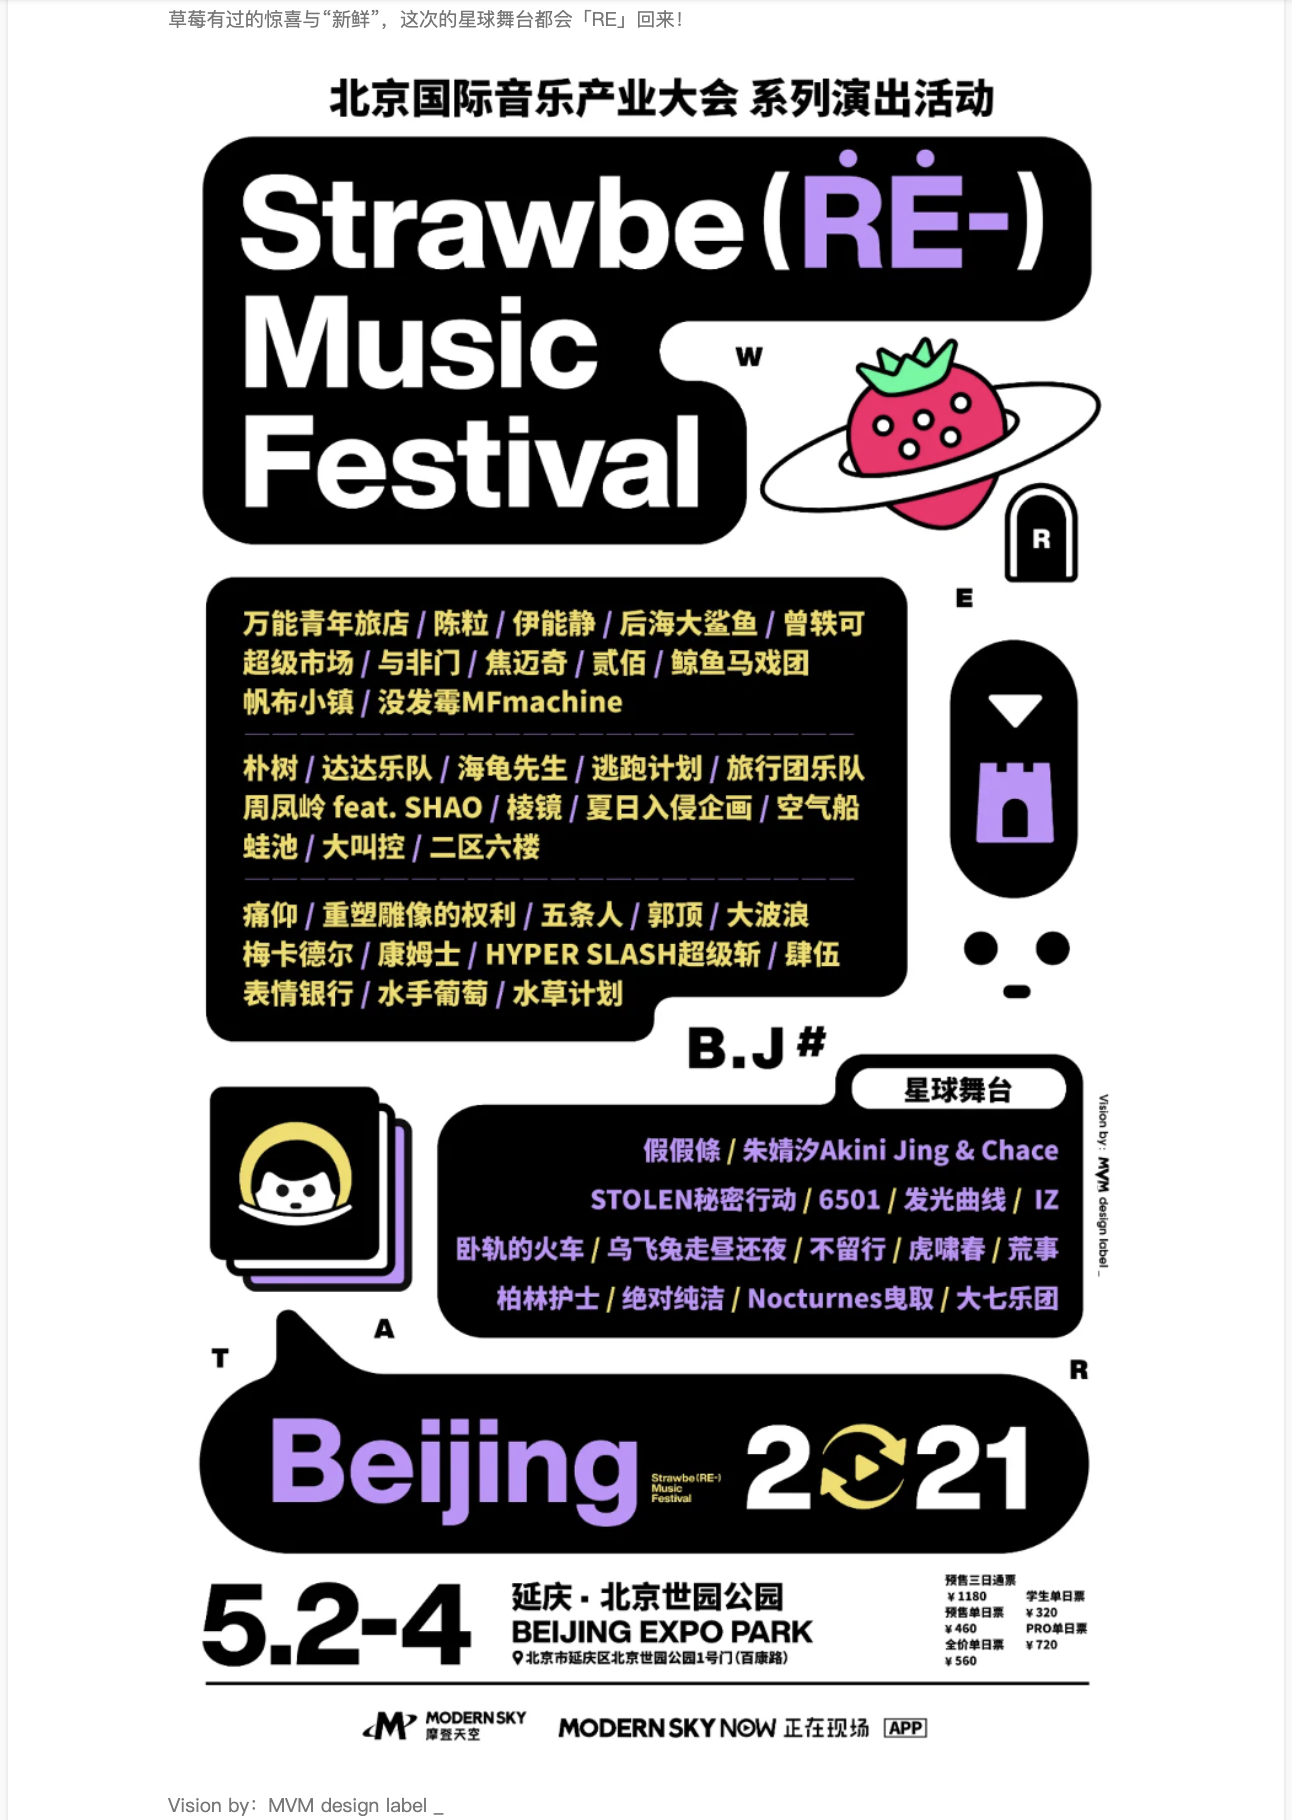 草莓有过的惊喜与“新鲜”，这次的星球舞台都会「RE」回来！
北京国际音乐产业大会 系列演出活动
Strawbe(RE-)
Music
Festival
W
R
E
万能青年旅店 / 陈粒 / 伊能静 / 后海大鲨鱼 / 曾轶可
超级市场 / 与非门 / 焦迈奇 / 贰佰 / 鲸鱼马戏团
帆布小镇 / 没发霉MFmachine
朴树 / 达达乐队 / 海龟先生 / 逃跑计划 / 旅行团乐队
周凤岭 feat. SHAO / 棱镜 / 夏日入侵企画 / 空气船
蛙池 / 大叫控 / 二区六楼
痛仰 / 重塑雕像的权利 / 五条人 / 郭顶 / 大波浪
梅卡德尔 / 康姆士 / HYPER SLASH超级斩 / 肆伍
表情银行 / 水手葡萄 / 水草计划
B.J#
星球舞台
假假條 / 朱婧汐Akini Jing & Chace
STOLEN秘密行动 / 6501 / 发光曲线 / IZ
卧轨的火车 / 乌飞兔走昼还夜 / 不留行 / 虎啸春 / 荒事
柏林护士 / 绝对纯洁 / Nocturnes曳取 / 大七乐团
Vision by: MVM design label_
A
T
R
Beijing
Strawbe(RE-)
Music
Festival
2021
5.2-4
延庆·北京世园公园
BEIJING EXPO PARK
北京市延庆区北京世园公园1号门（百康路）
预售三日通票
￥1180
预售单日票
￥460
全价单日票
￥560
学生单日票
￥320
PRO单日票
￥720
MODERN SKY
摩登天空
MODERN SKY NOW 正在现场 APP
Vision by：MVM design label _